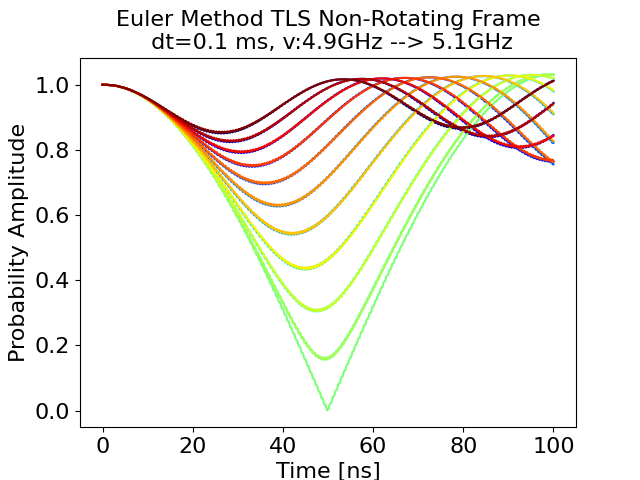 Euler Method TLS Non-Rotating Frame
dt=0.1 ms, v:4.9GHz --> 5.1GHz
1.0
0.8
0.6
0.4
0.2
0.0
Probability Amplitude
0 20 40 60 80 100
Time [ns]